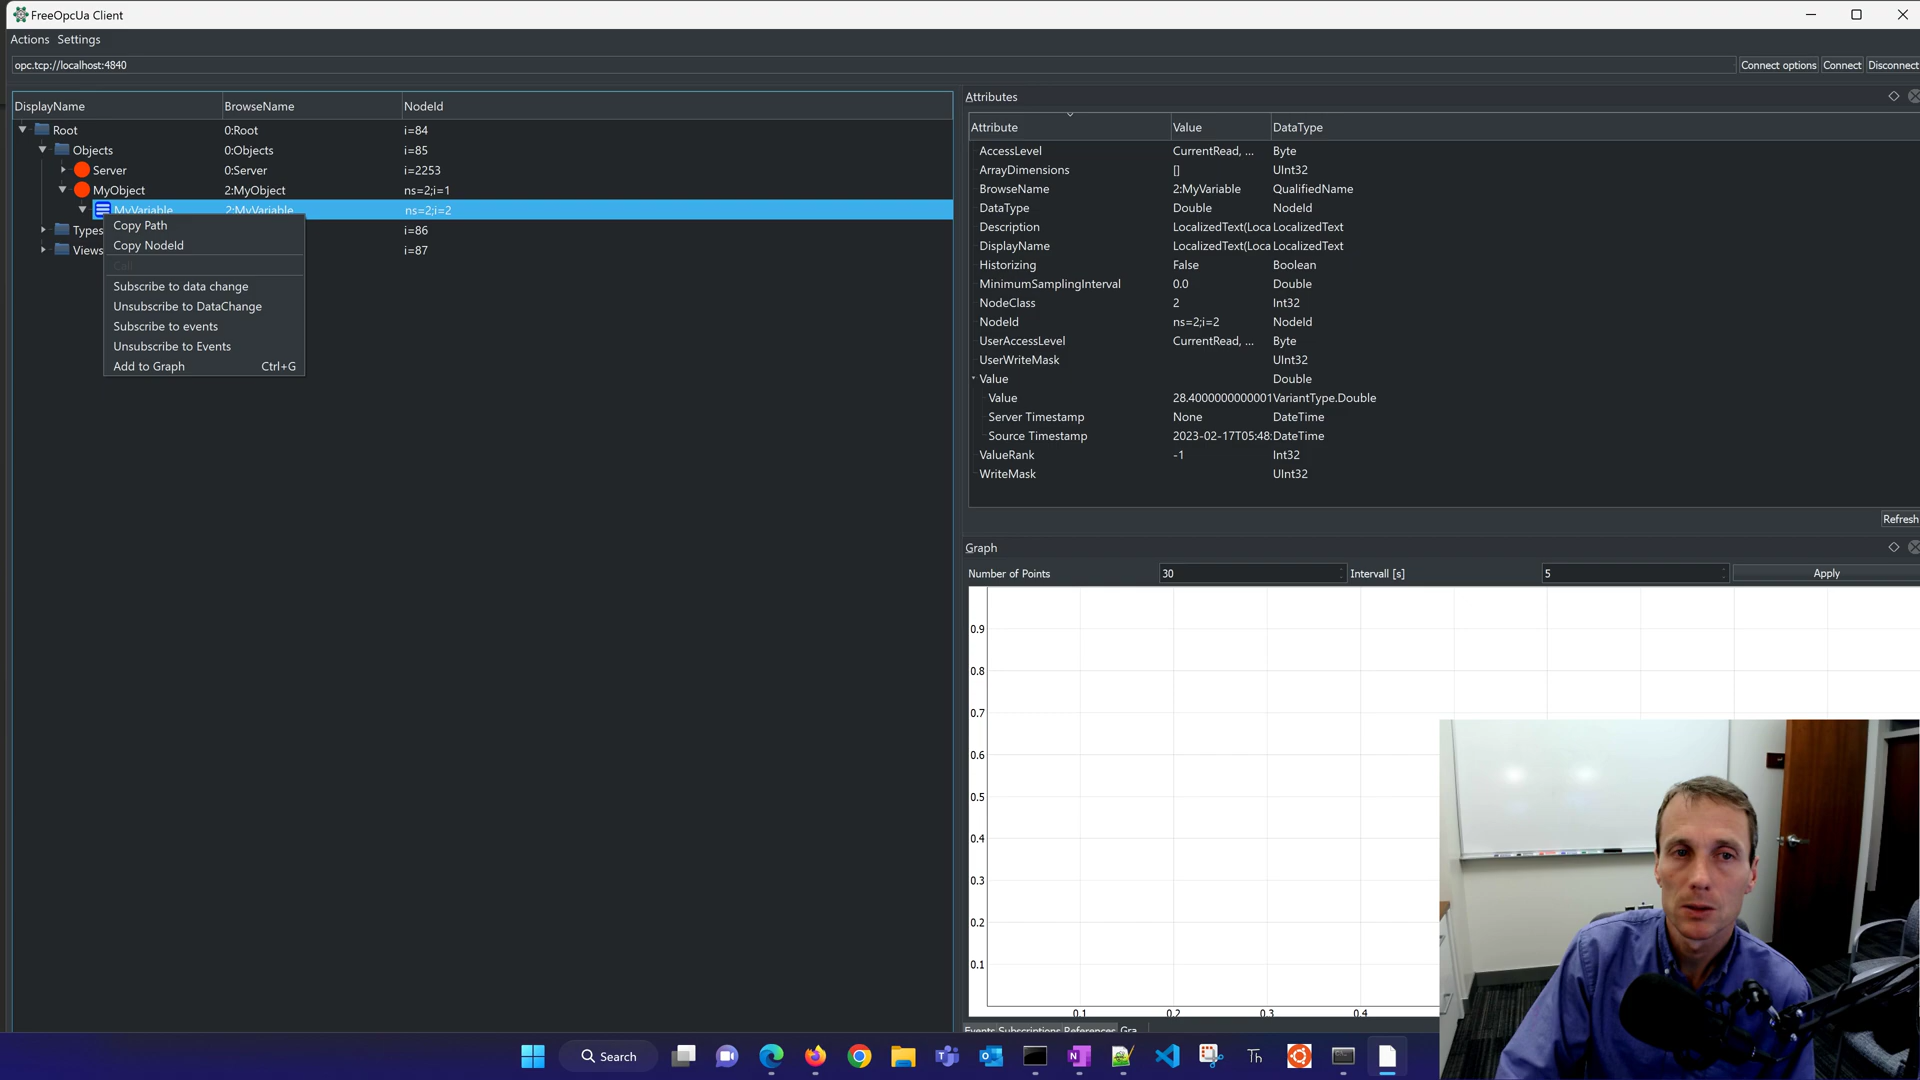 FreeOpcUa Client
Actions Settings
opc.tcp://localhost:4840
Connect options Connect Disconnect
DisplayName BrowseName NodeId
Root 0:Root i=84
Objects 0:Objects i=85
Server 0:Server i=2253
MyObject 2:MyObject ns=2;i=1
MyVariable 2:MyVariable ns=2;i=2
Types i=86
Views i=87
Copy Path
Copy NodeId
Call
Subscribe to data change
Unsubscribe to DataChange
Subscribe to events
Unsubscribe to Events
Add to Graph Ctrl+G
Attributes
Attribute Value DataType
AccessLevel CurrentRead, ... Byte
ArrayDimensions [] UInt32
BrowseName 2:MyVariable QualifiedName
DataType Double NodeId
Description LocalizedText(Loca LocalizedText
DisplayName LocalizedText(Loca LocalizedText
Historizing False Boolean
MinimumSamplingInterval 0.0 Double
NodeClass 2 Int32
NodeId ns=2;i=2 NodeId
UserAccessLevel CurrentRead, ... Byte
UserWriteMask UInt32
Value Double
Value 28.4000000000001 VariantType.Double
Server Timestamp None DateTime
Source Timestamp 2023-02-17T05:48: DateTime
ValueRank -1 Int32
WriteMask UInt32
Refresh
Graph
Number of Points 30 Intervall [s] 5 Apply
0.9
0.8
0.7
0.6
0.5
0.4
0.3
0.2
0.1
0.1 0.2 0.3 0.4
Events Subscriptions References Gra
Search
Th